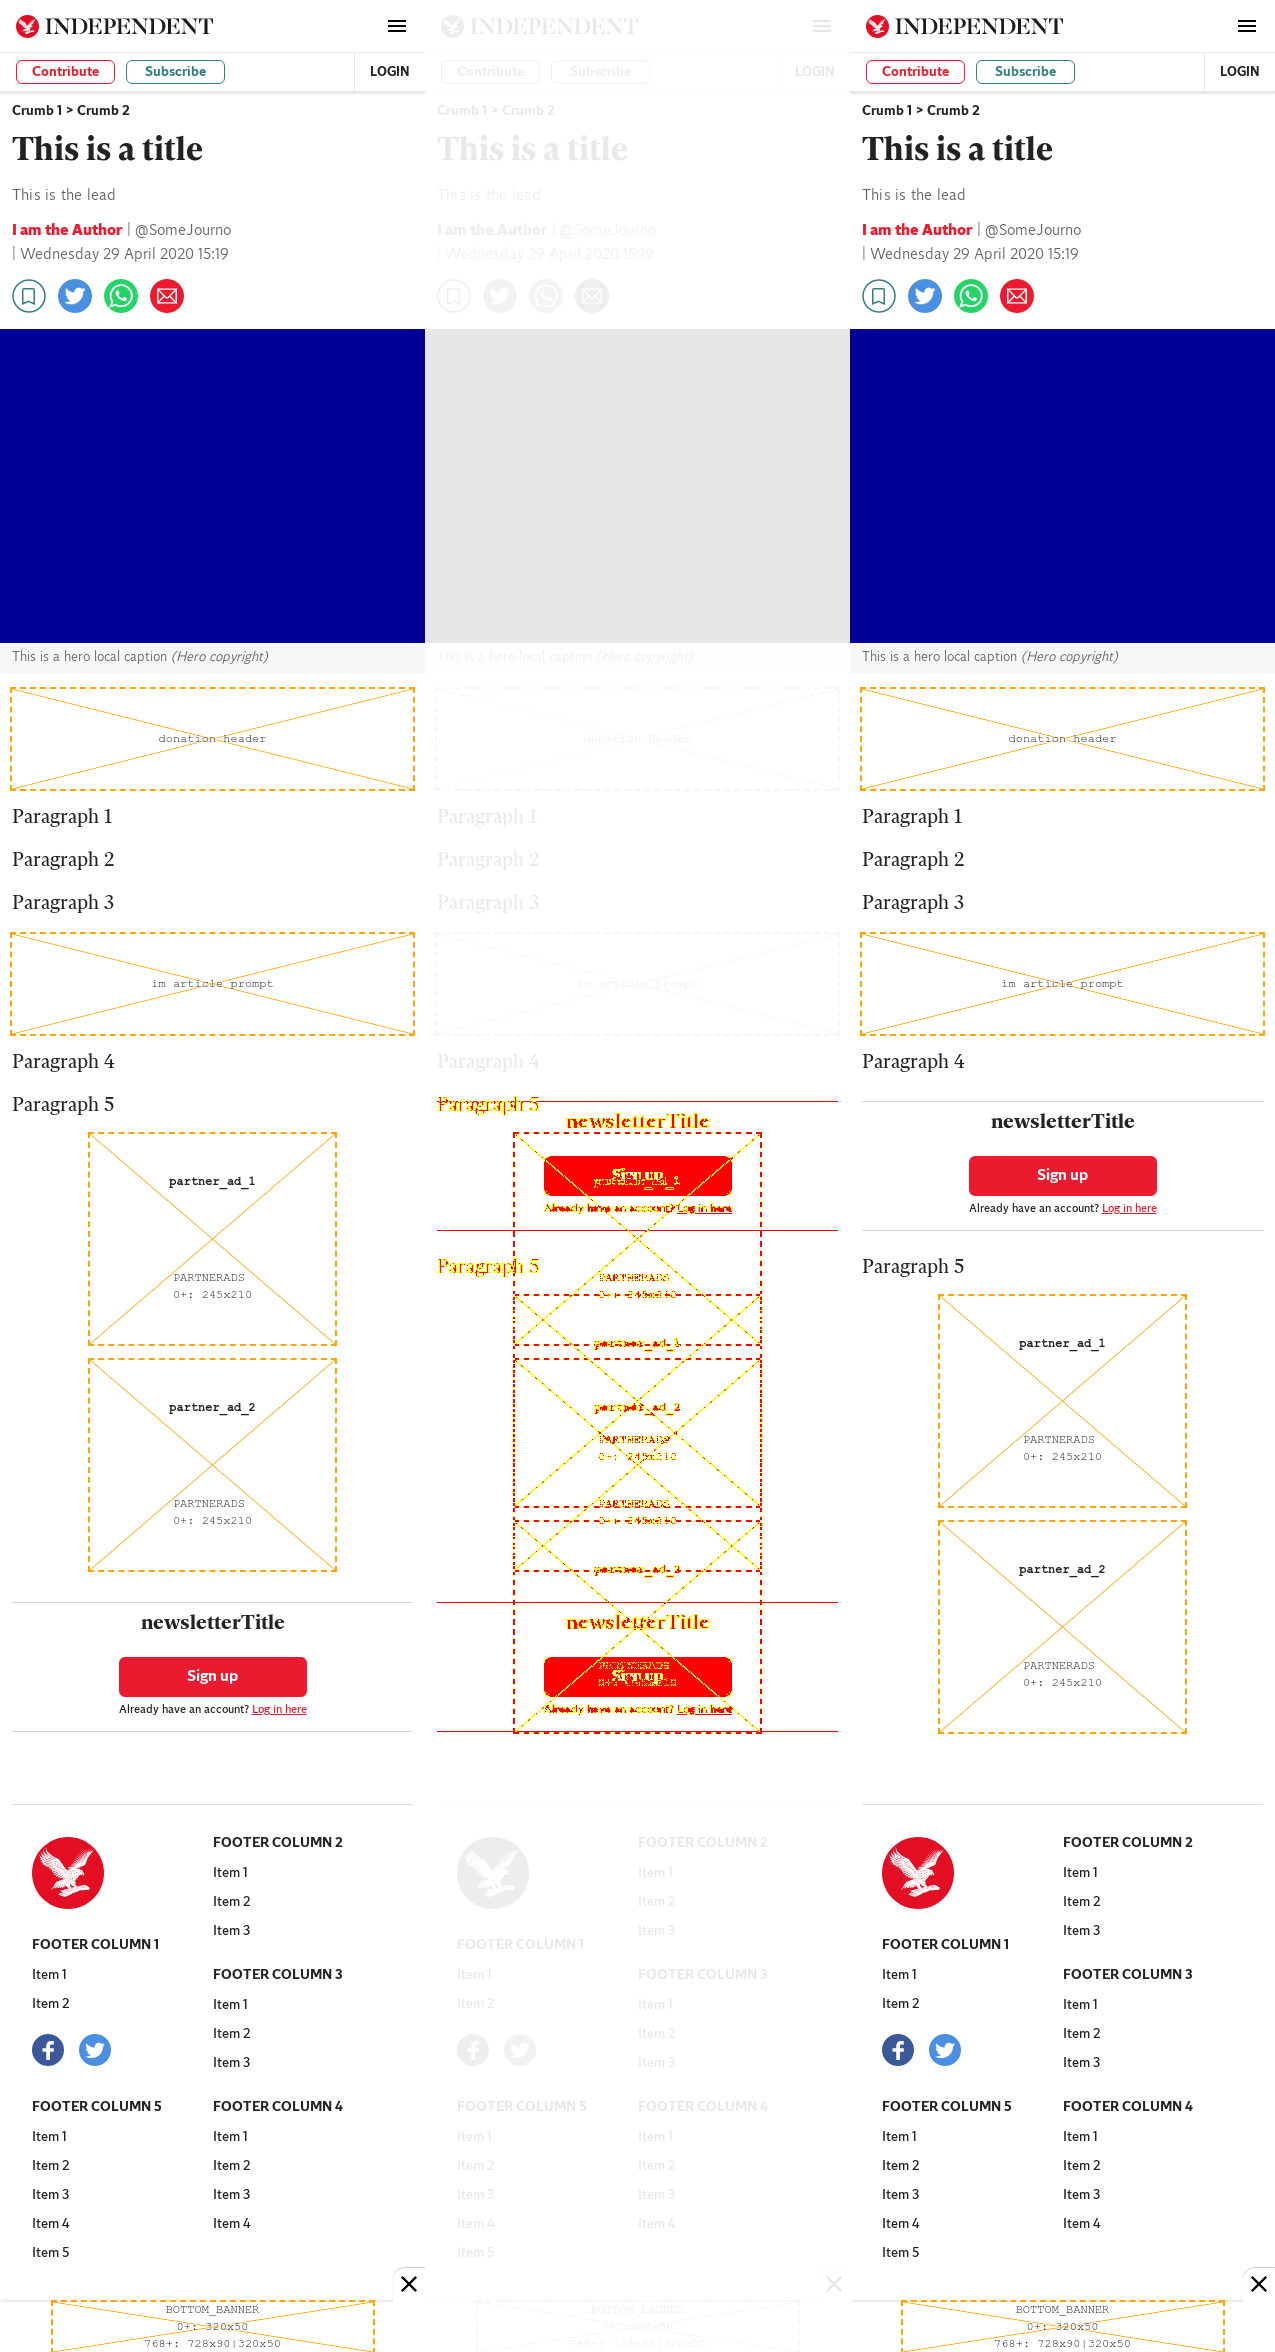 INDEPENDENT
Contribute Subscribe LOGIN
Crumb 1 > Crumb 2
This is a title
This is the lead
I am the Author | @SomeJourno
| Wednesday 29 April 2020 15:19
This is a hero local caption (Hero copyright)
donation header
Paragraph 1
Paragraph 2
Paragraph 3
im article prompt
Paragraph 4
Paragraph 5
partner_ad_1
PARTNERADS
0+: 245x210
partner_ad_2
PARTNERADS
0+: 245x210
newsletterTitle
Sign up
Already have an account? Log in here
FOOTER COLUMN 1
Item 1
Item 2
FOOTER COLUMN 5
Item 1
Item 2
Item 3
Item 4
Item 5
FOOTER COLUMN 2
Item 1
Item 2
Item 3
FOOTER COLUMN 3
Item 1
Item 2
Item 3
FOOTER COLUMN 4
Item 1
Item 2
Item 3
Item 4
BOTTOM_BANNER
0+: 320x50
768+: 728x90|320x50
INDEPENDENT
Contribute Subscribe LOGIN
Crumb 1 > Crumb 2
This is a title
This is the lead
I am the Author | @SomeJourno
| Wednesday 29 April 2020 15:19
This is a hero local caption (Hero copyright)
donation header
Paragraph 1
Paragraph 2
Paragraph 3
im article prompt
Paragraph 4
Paragraph 5
newsletterTitle
Sign up
partner_ad_1
Already have an account? Log in here
Paragraph 5
PARTNERADS
0+: 245x210
partner_ad_1
partner_ad_2
PARTNERADS
0+: 245x210
PARTNERADS
0+: 245x210
partner_ad_2
newsletterTitle
PARTNERADS
Sign up
0+: 245x210
Already have an account? Log in here
FOOTER COLUMN 1
Item 1
Item 2
FOOTER COLUMN 5
Item 1
Item 2
Item 3
Item 4
Item 5
FOOTER COLUMN 2
Item 1
Item 2
Item 3
FOOTER COLUMN 3
Item 1
Item 2
Item 3
FOOTER COLUMN 4
Item 1
Item 2
Item 3
Item 4
BOTTOM_BANNER
0+: 320x50
768+: 728x90|320x50
INDEPENDENT
Contribute Subscribe LOGIN
Crumb 1 > Crumb 2
This is a title
This is the lead
I am the Author | @SomeJourno
| Wednesday 29 April 2020 15:19
This is a hero local caption (Hero copyright)
donation header
Paragraph 1
Paragraph 2
Paragraph 3
im article prompt
Paragraph 4
newsletterTitle
Sign up
Already have an account? Log in here
Paragraph 5
partner_ad_1
PARTNERADS
0+: 245x210
partner_ad_2
PARTNERADS
0+: 245x210
FOOTER COLUMN 1
Item 1
Item 2
FOOTER COLUMN 5
Item 1
Item 2
Item 3
Item 4
Item 5
FOOTER COLUMN 2
Item 1
Item 2
Item 3
FOOTER COLUMN 3
Item 1
Item 2
Item 3
FOOTER COLUMN 4
Item 1
Item 2
Item 3
Item 4
BOTTOM_BANNER
0+: 320x50
768+: 728x90|320x50